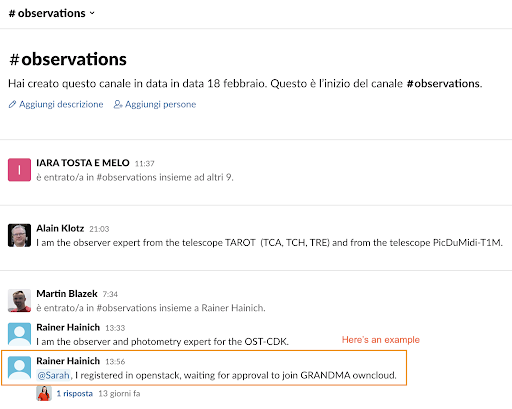 # observations
#observations
Hai creato questo canale in data in data 18 febbraio. Questo è l'inizio del canale #observations.
Aggiungi descrizione Aggiungi persone
I
IARA TOSTA E MELO 11:37
è entrato/a in #observations insieme ad altri 9.
Alain Klotz 21:03
I am the observer expert from the telescope TAROT (TCA, TCH, TRE) and from the telescope PicDuMidi-T1M.
Martin Blazek 7:34
è entrato/a in #observations insieme a Rainer Hainich.
Rainer Hainich 13:33
I am the observer and photometry expert for the OST-CDK.
Here's an example
Rainer Hainich 13:56
@Sarah, I registered in openstack, waiting for approval to join GRANDMA owncloud.
1 risposta 13 giorni fa